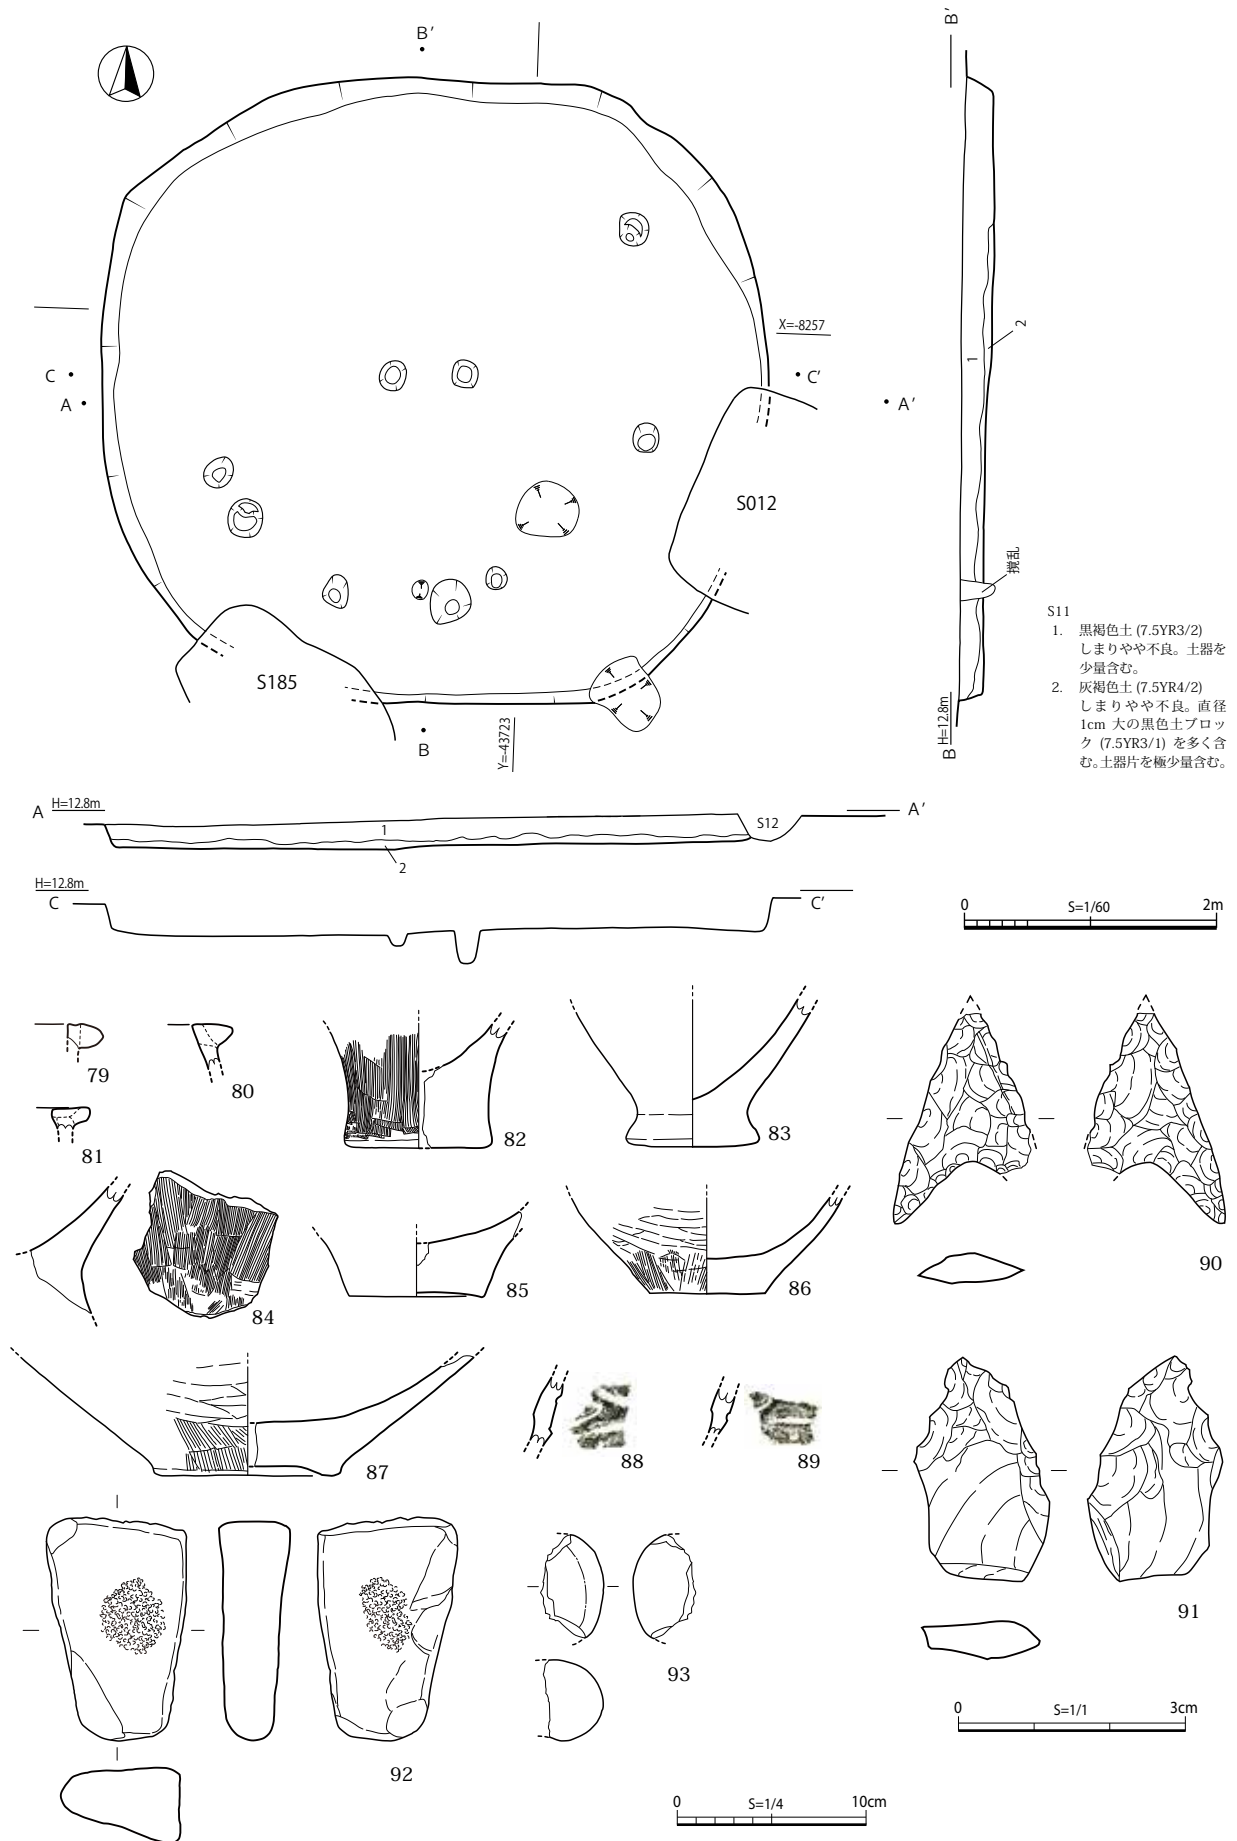 B′
B′
X=-8257
C
C′
A
A′
2
1
S012
撹乱
S185
B
Y=-43723
B H=12.8m
S11
1. 黒褐色土 (7.5YR3/2)
しまりやや不良。土器を
少量含む。
2. 灰褐色土 (7.5YR4/2)
しまりやや不良。直径
1cm 大の黒色土ブロッ
ク (7.5YR3/1) を多く含
む。土器片を極少量含む。
A H=12.8m
A′
1
S12
2
H=12.8m
C
C′
0 S=1/60 2m
79
80
81
82
83
84
85
86
87
88
89
90
91
92
93
0 S=1/1 3cm
0 S=1/4 10cm